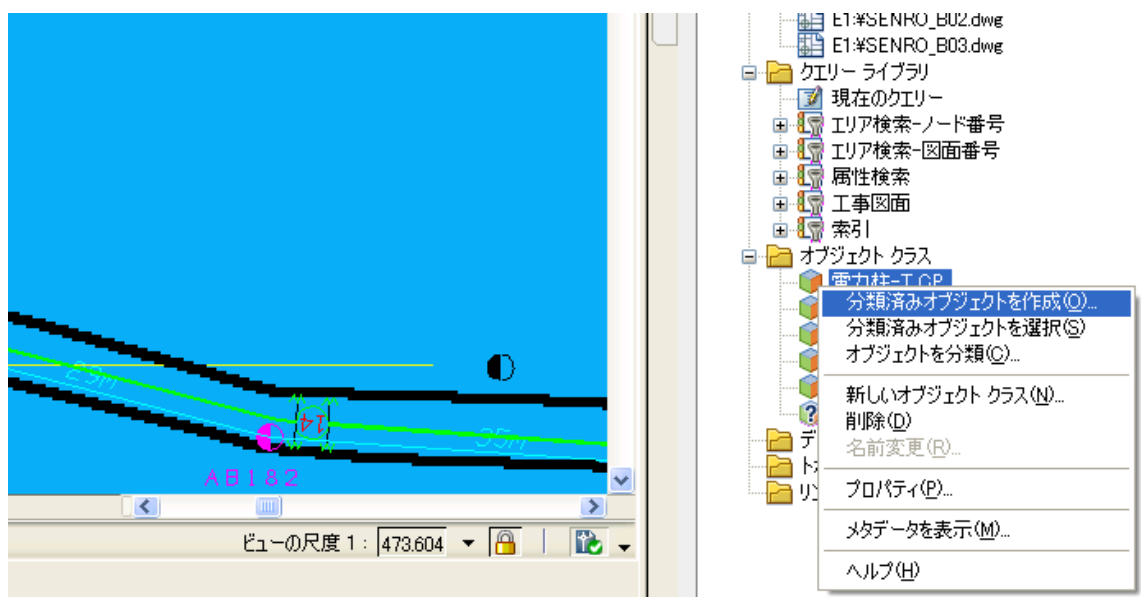 E1:¥SENRO_B02.dwg
E1:¥SENRO_B03.dwg
クエリー ライブラリ
現在のクエリー
エリア検索-ノード番号
エリア検索-図面番号
属性検索
工事図面
索引
オブジェクト クラス
電力柱-T.CP
分類済みオブジェクトを作成(O)...
分類済みオブジェクトを選択(S)
オブジェクトを分類(C)...
新しいオブジェクト クラス(N)...
削除(D)
名前変更(R)...
プロパティ(P)...
メタデータを表示(M)...
ヘルプ(H)
29m
14
35m
AB182
ビューの尺度 1 : 473.604